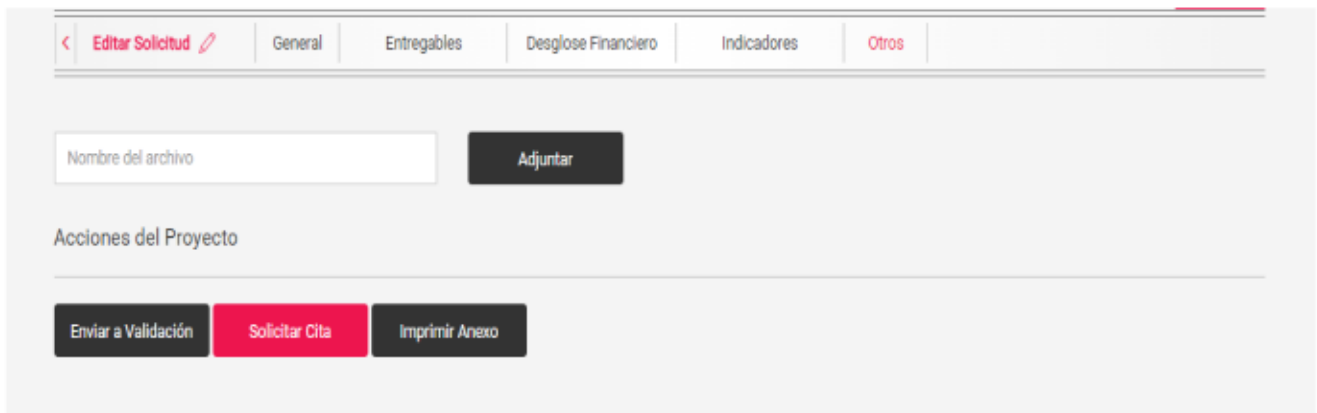 Editar Solicitud General Entregables Desglose Financiero Indicadores Otros
Nombre del archivo Adjuntar
Acciones del Proyecto
Enviar a Validación Solicitar Cita Imprimir Anexo